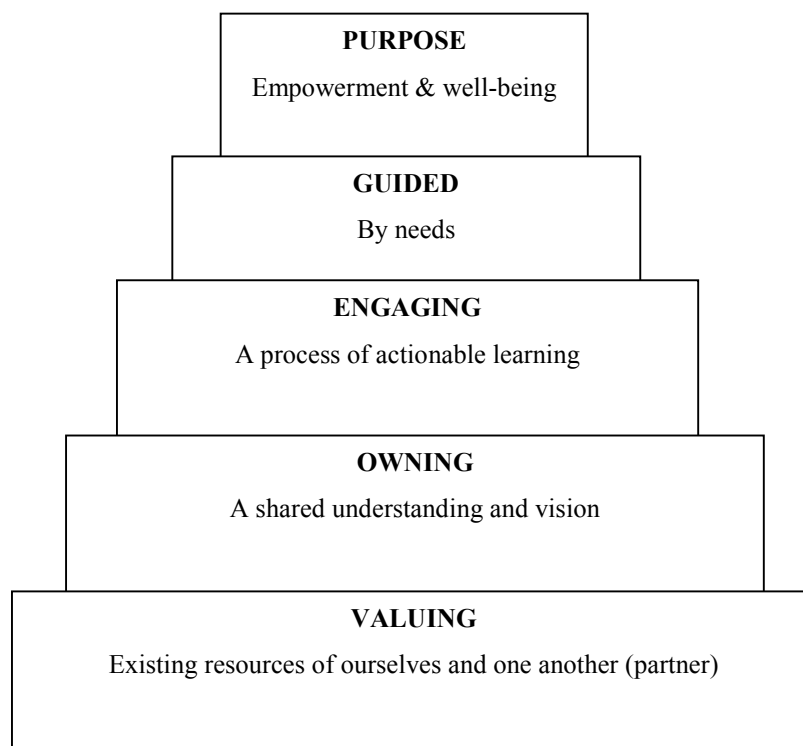 PURPOSE
Empowerment & well-being
GUIDED
By needs
ENGAGING
A process of actionable learning
OWNING
A shared understanding and vision
VALUING
Existing resources of ourselves and one another (partner)